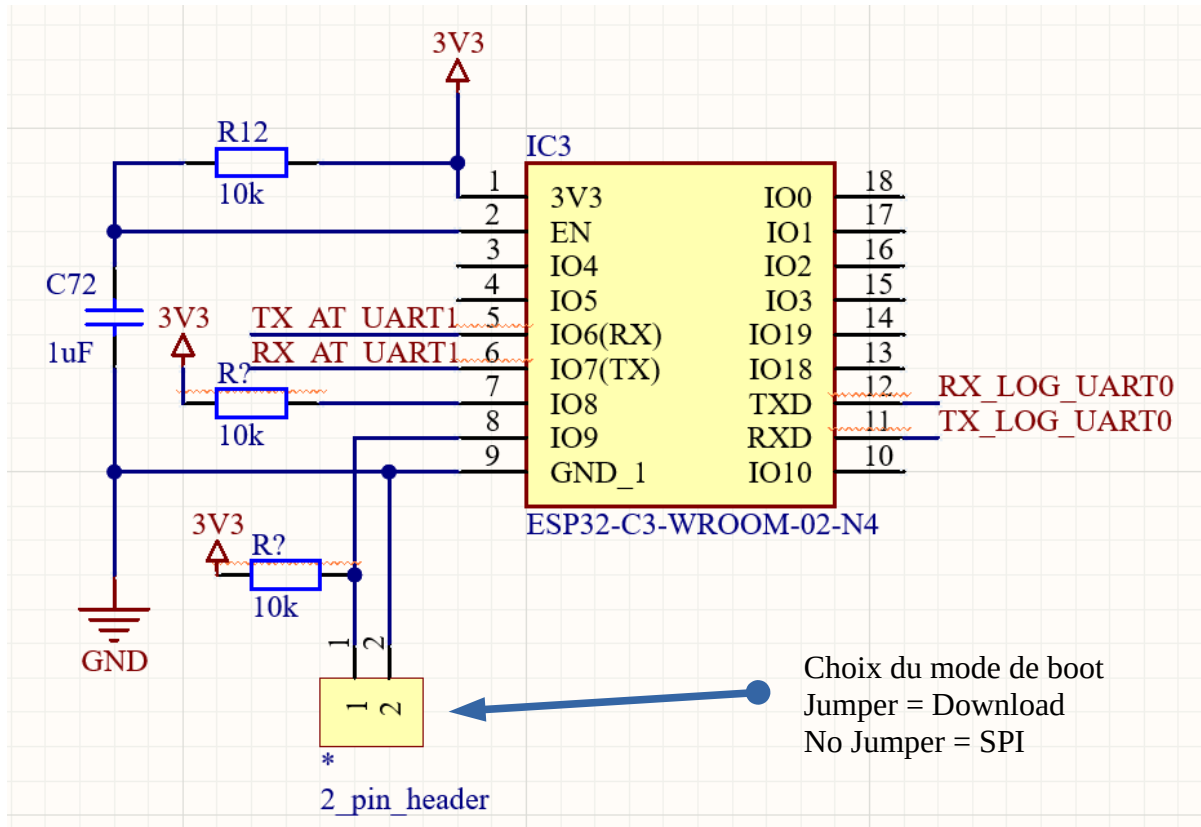 3V3
R12
10k
IC3
1
3V3
IO0
18
2
EN
IO1
17
3
IO4
IO2
16
C72
1uF
4
IO5
IO3
15
3V3
TX_AT_UART1
5
IO6(RX)
IO19
14
RX_AT_UART1
6
IO7(TX)
IO18
13
R?
10k
7
IO8
TXD
12
RX_LOG_UART0
8
IO9
RXD
11
TX_LOG_UART0
9
GND_1
IO10
10
ESP32-C3-WROOM-02-N4
3V3
R?
10k
GND
1
2
1
2
*
2_pin_header
Choix du mode de boot
Jumper = Download
No Jumper = SPI